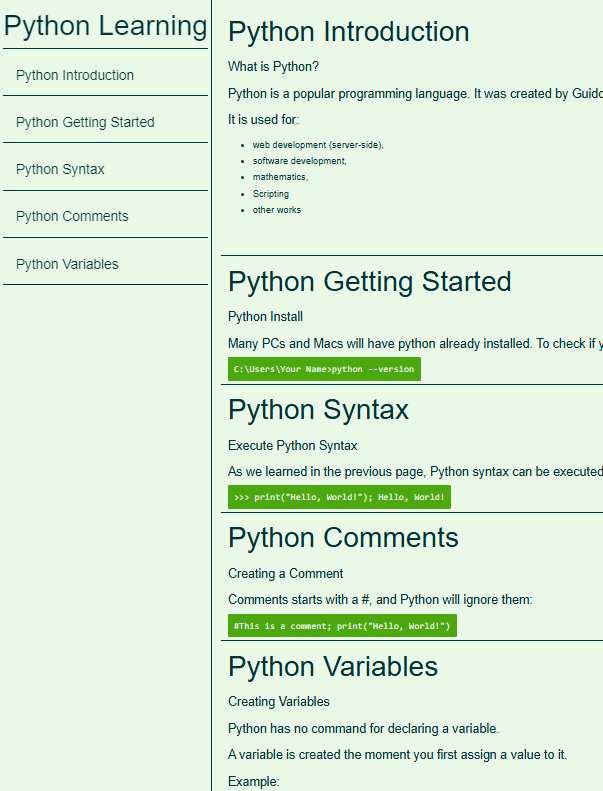 Python Learning
Python Introduction
Python Getting Started
Python Syntax
Python Comments
Python Variables
Python Introduction
What is Python?
Python is a popular programming language. It was created by Guido
It is used for:
web development (server-side),
software development,
mathematics,
Scripting
other works
Python Getting Started
Python Install
Many PCs and Macs will have python already installed. To check if
C:\Users\Your Name>python --version
Python Syntax
Execute Python Syntax
As we learned in the previous page, Python syntax can be executed
>>> print("Hello, World!"); Hello, World!
Python Comments
Creating a Comment
Comments starts with a #, and Python will ignore them:
#This is a comment; print("Hello, World!")
Python Variables
Creating Variables
Python has no command for declaring a variable.
A variable is created the moment you first assign a value to it.
Example: